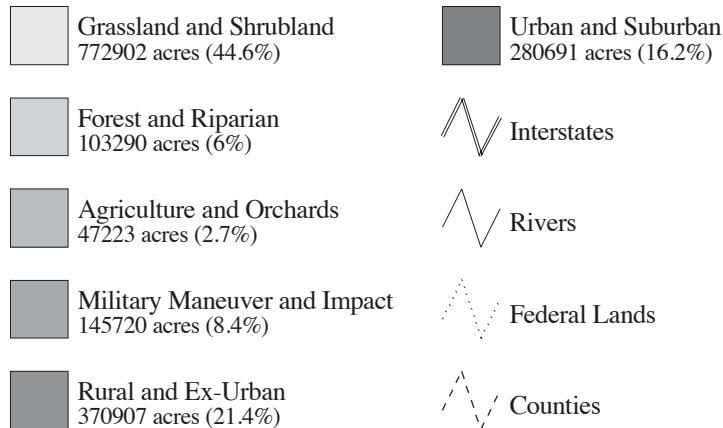 Grassland and Shrubland
772902 acres (44.6%)
Forest and Riparian
103290 acres (6%)
Agriculture and Orchards
47223 acres (2.7%)
Military Maneuver and Impact
145720 acres (8.4%)
Rural and Ex-Urban
370907 acres (21.4%)
Urban and Suburban
280691 acres (16.2%)
Interstates
Rivers
Federal Lands
Counties